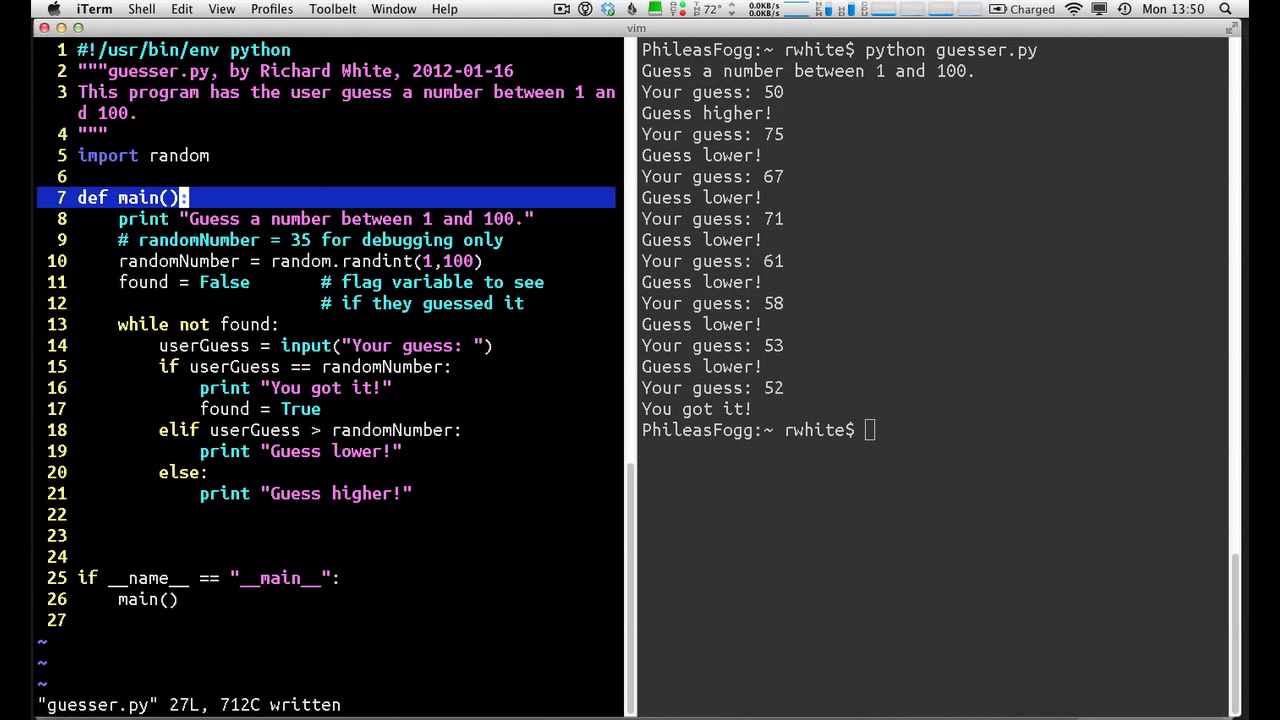 iTerm Shell Edit View Profiles Toolbelt Window Help 72° 0.0KB/s 0.0KB/s Charged Mon 13:50
vim
1 #!/usr/bin/env python
2 """guesser.py, by Richard White, 2012-01-16
3 This program has the user guess a number between 1 an
d 100.
4 """
5 import random
6
7 def main():
8 print "Guess a number between 1 and 100."
9 # randomNumber = 35 for debugging only
10 randomNumber = random.randint(1,100)
11 found = False # flag variable to see
12 # if they guessed it
13 while not found:
14 userGuess = input("Your guess: ")
15 if userGuess == randomNumber:
16 print "You got it!"
17 found = True
18 elif userGuess > randomNumber:
19 print "Guess lower!"
20 else:
21 print "Guess higher!"
22
23
24
25 if __name__ == "__main__":
26 main()
27
~
~
~
"guesser.py" 27L, 712C written
PhileasFogg:~ rwhite$ python guesser.py
Guess a number between 1 and 100.
Your guess: 50
Guess higher!
Your guess: 75
Guess lower!
Your guess: 67
Guess lower!
Your guess: 71
Guess lower!
Your guess: 61
Guess lower!
Your guess: 58
Guess lower!
Your guess: 53
Guess lower!
Your guess: 52
You got it!
PhileasFogg:~ rwhite$